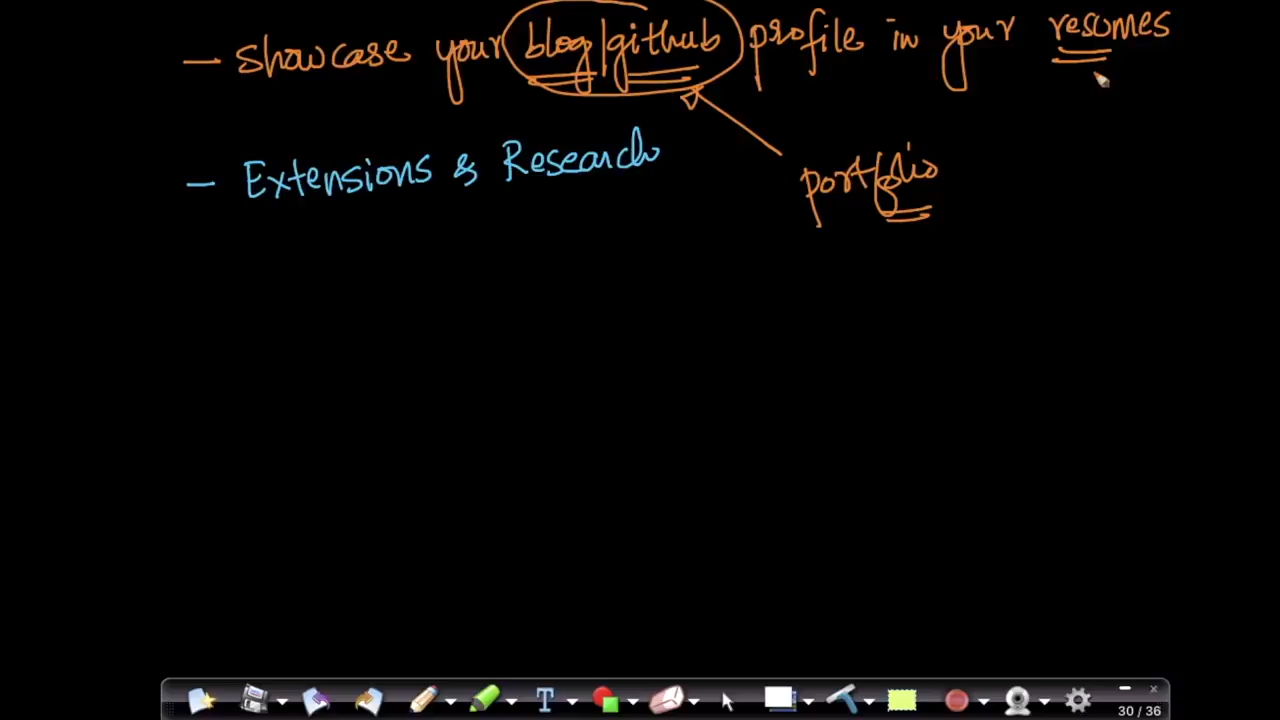 - Showcase your blog/github profile in your resumes
- Extensions & Research
portfolio
T
30 / 36